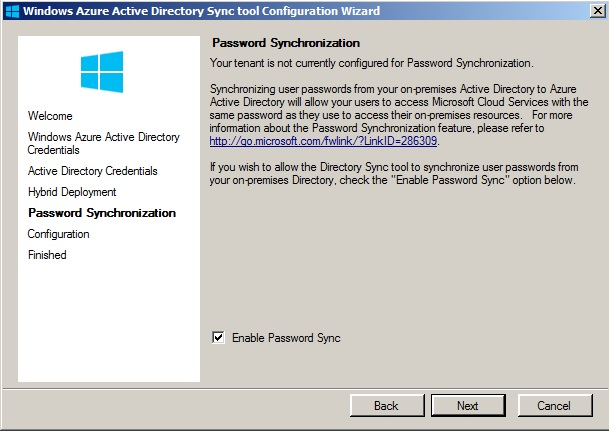 Windows Azure Active Directory Sync tool Configuration Wizard
Welcome
Windows Azure Active Directory
Credentials
Active Directory Credentials
Hybrid Deployment
Password Synchronization
Configuration
Finished
Password Synchronization
Your tenant is not currently configured for Password Synchronization.
Synchronizing user passwords from your on-premises Active Directory to Azure
Active Directory will allow your users to access Microsoft Cloud Services with the
same password as they use to access their on-premises resources. For more
information about the Password Synchronization feature, please refer to
http://go.microsoft.com/fwlink/?LinkID=286309.
If you wish to allow the Directory Sync tool to synchronize user passwords from
your on-premises Directory, check the "Enable Password Sync" option below.
Enable Password Sync
Back
Next
Cancel